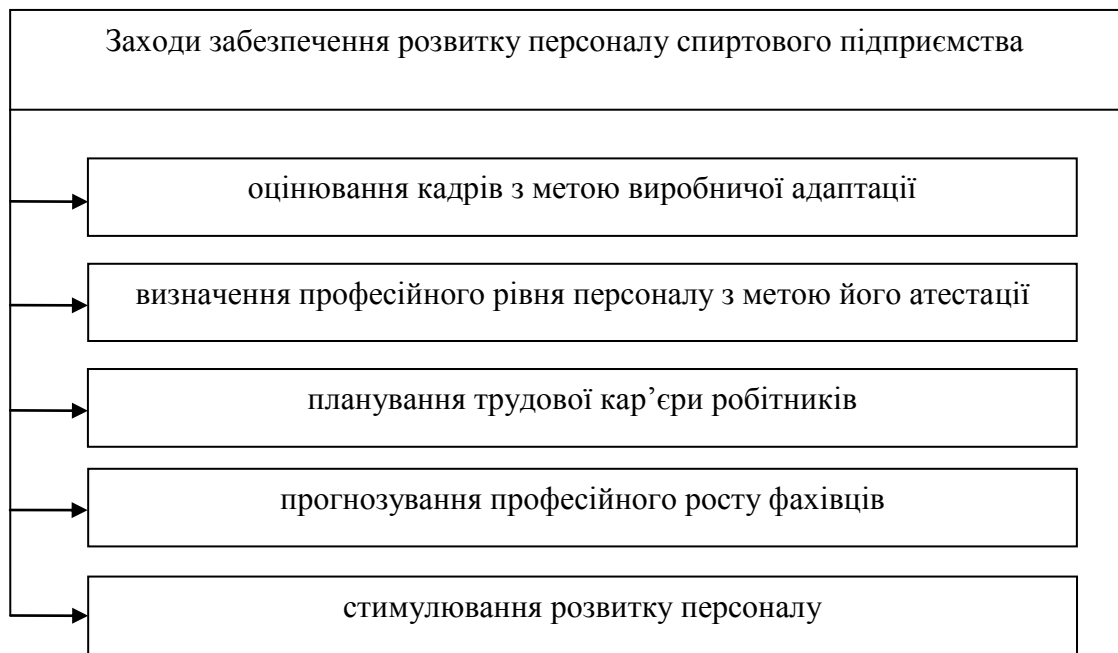 Заходи забезпечення розвитку персоналу спиртового підприємства
оцінювання кадрів з метою виробничої адаптації
визначення професійного рівня персоналу з метою його атестації
планування трудової кар’єри робітників
прогнозування професійного росту фахівців
стимулювання розвитку персоналу